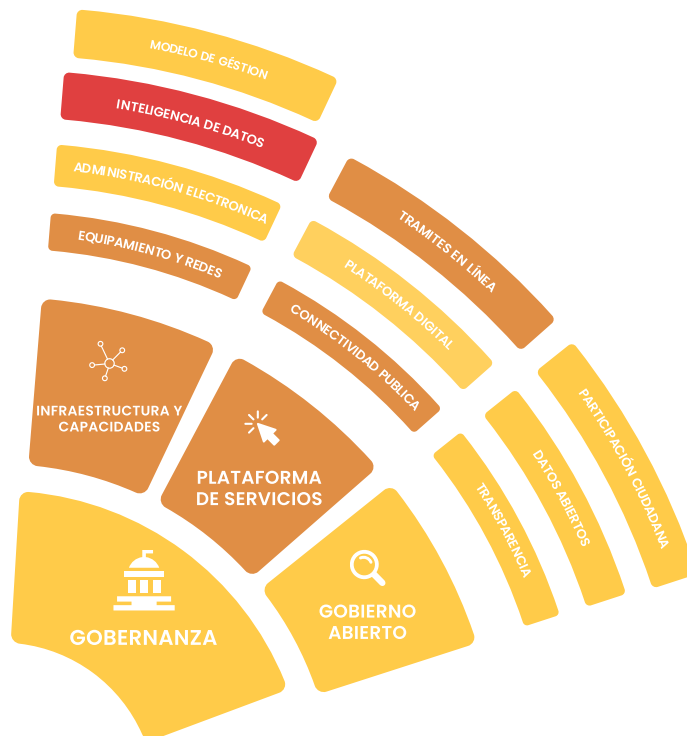 MODELO DE GÉSTION
INTELIGENCIA DE DATOS
ADMINISTRACIÓN ELECTRONICA
EQUIPAMIENTO Y REDES
INFRAESTRUCTURA Y
CAPACIDADES
TRAMITES EN LÍNEA
PLATAFORMA DIGITAL
CONNECTIVIDAD PUBLICA
PLATAFORMA
DE SERVICIOS
PARTICIPACIÓN CIUDADANA
DATOS ABIERTOS
TRANSPARENCIA
GOBIERNO
ABIERTO
GOBERNANZA